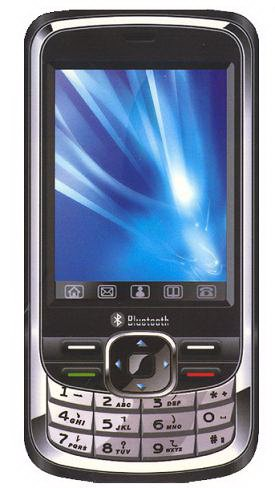 Bluetooth
1 2 ABC 3 DEF * +
4 GHI 5 JKL 6 MNO 0
7 PQRS 8 TUV 9 WXYZ #